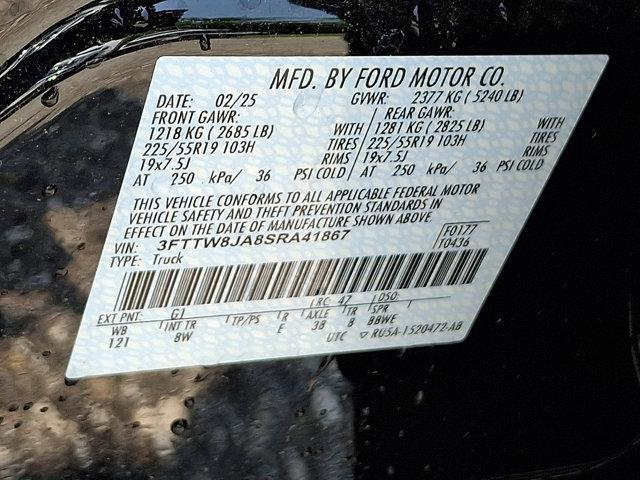 MFD. BY FORD MOTOR CO.
DATE: 02/25 GVWR: 2377 KG ( 5240 LB)
FRONT GAWR: REAR GAWR:
1218 KG ( 2685 LB) WITH 1281 KG ( 2825 LB) WITH
225/55R19 103H TIRES 225/55R19 103H TIRES
19x7.5J RIMS 19x7.5J RIMS
AT 250 kPa/ 36 PSI COLD AT 250 kPa/ 36 PSI COLD
THIS VEHICLE CONFORMS TO ALL APPLICABLE FEDERAL MOTOR
VEHICLE SAFETY AND THEFT PREVENTION STANDARDS IN
EFFECT ON THE DATE OF MANUFACTURE SHOWN ABOVE.
VIN: 3FTTW8JA8SRA41867 F0177
TYPE: Truck T0436
EXT PNT: G1 RC: 47 DSO:
WB INT TR TP/PS R AXLE TR SPR
121 8W E 38 8 BBWE
UTC ▽ RU5A-1520472-AB